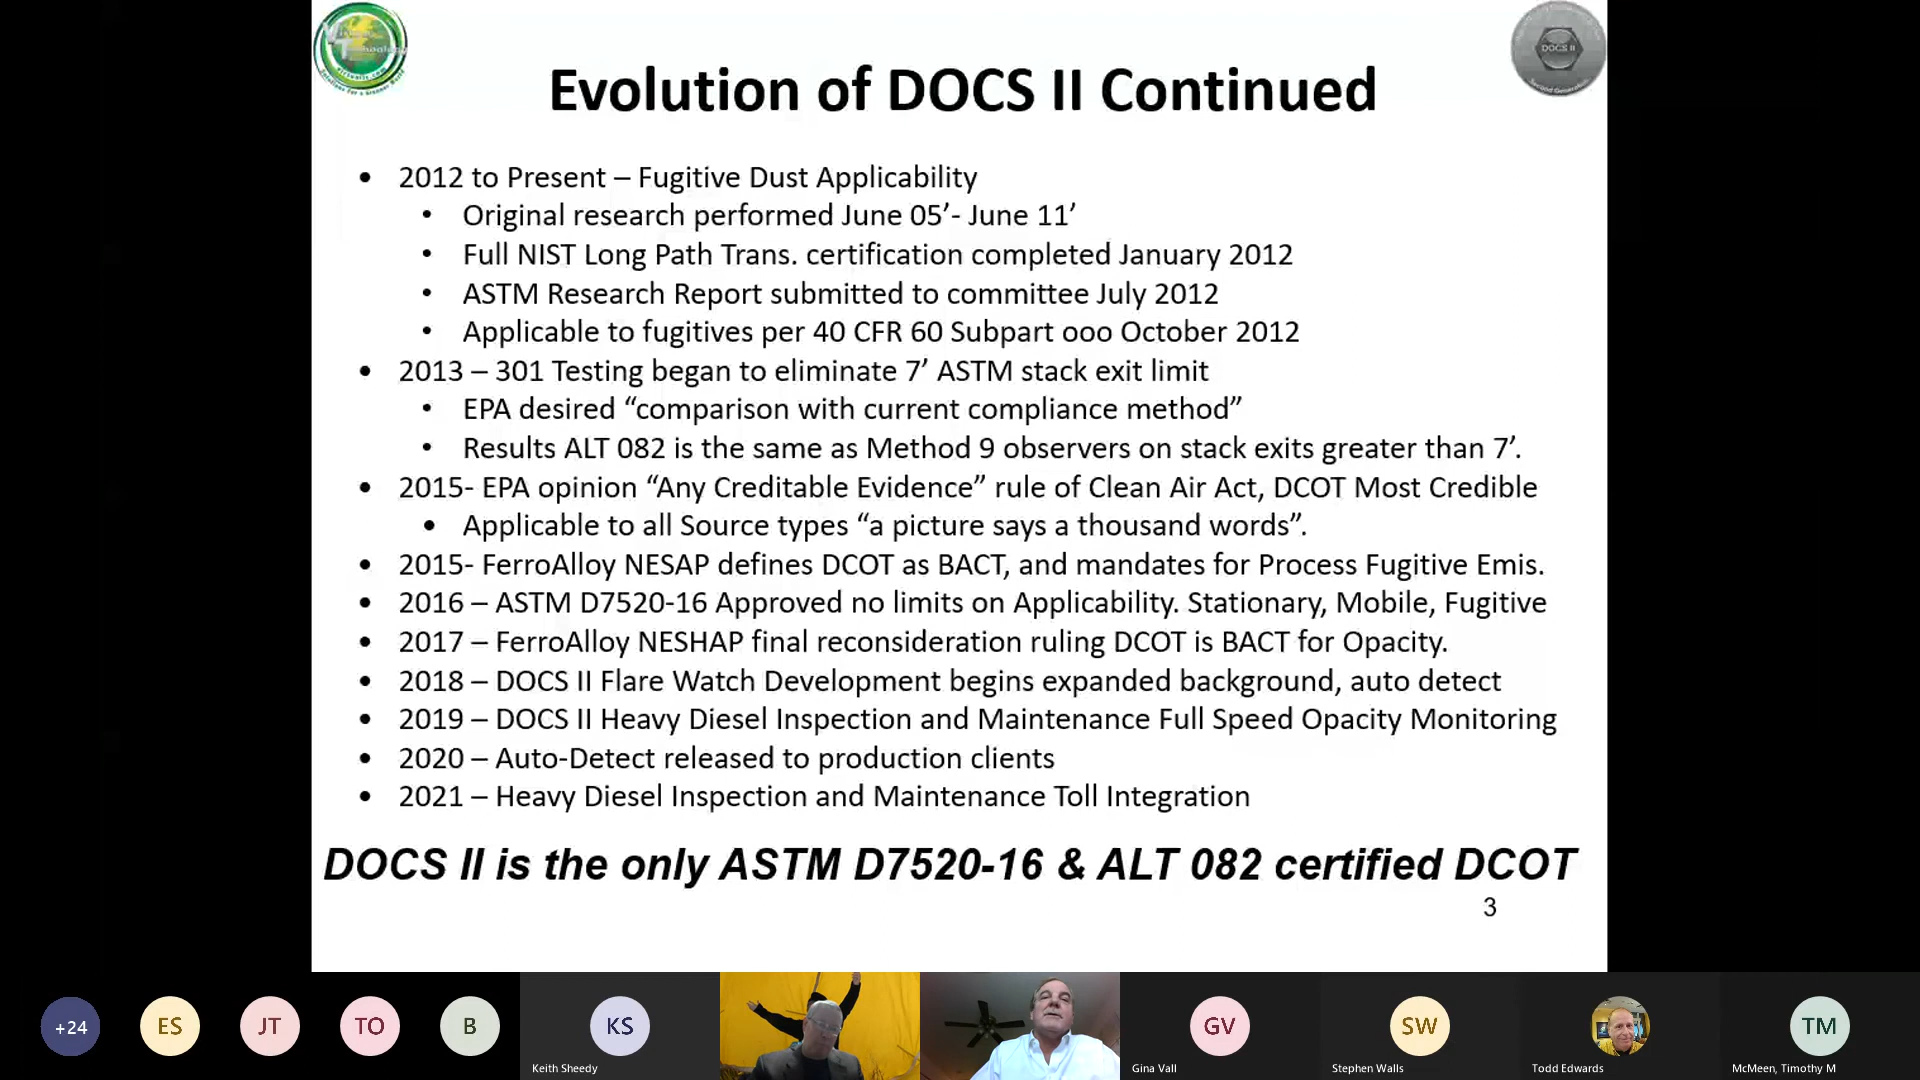 DOCS II
Evolution of DOCS II Continued
• 2012 to Present – Fugitive Dust Applicability
• Original research performed June 05’- June 11’
• Full NIST Long Path Trans. certification completed January 2012
• ASTM Research Report submitted to committee July 2012
• Applicable to fugitives per 40 CFR 60 Subpart ooo October 2012
• 2013 – 301 Testing began to eliminate 7’ ASTM stack exit limit
• EPA desired “comparison with current compliance method”
• Results ALT 082 is the same as Method 9 observers on stack exits greater than 7’.
• 2015- EPA opinion “Any Creditable Evidence” rule of Clean Air Act, DCOT Most Credible
• Applicable to all Source types “a picture says a thousand words”.
• 2015- FerroAlloy NESAP defines DCOT as BACT, and mandates for Process Fugitive Emis.
• 2016 – ASTM D7520-16 Approved no limits on Applicability. Stationary, Mobile, Fugitive
• 2017 – FerroAlloy NESHAP final reconsideration ruling DCOT is BACT for Opacity.
• 2018 – DOCS II Flare Watch Development begins expanded background, auto detect
• 2019 – DOCS II Heavy Diesel Inspection and Maintenance Full Speed Opacity Monitoring
• 2020 – Auto-Detect released to production clients
• 2021 – Heavy Diesel Inspection and Maintenance Toll Integration
DOCS II is the only ASTM D7520-16 & ALT 082 certified DCOT
3
+24 ES JT TO B KS GV SW TM
Keith Sheedy Gina Vall Stephen Walls Todd Edwards McMeen, Timothy M